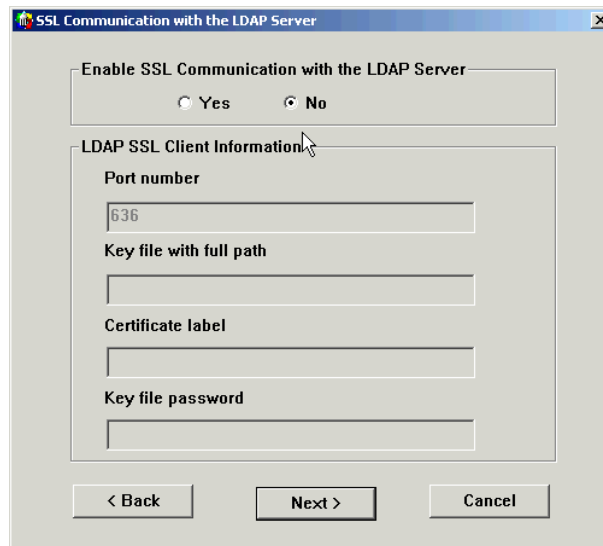 SSL Communication with the LDAP Server
Enable SSL Communication with the LDAP Server
Yes No
LDAP SSL Client Information
Port number
636
Key file with full path
Certificate label
Key file password
< Back Next > Cancel